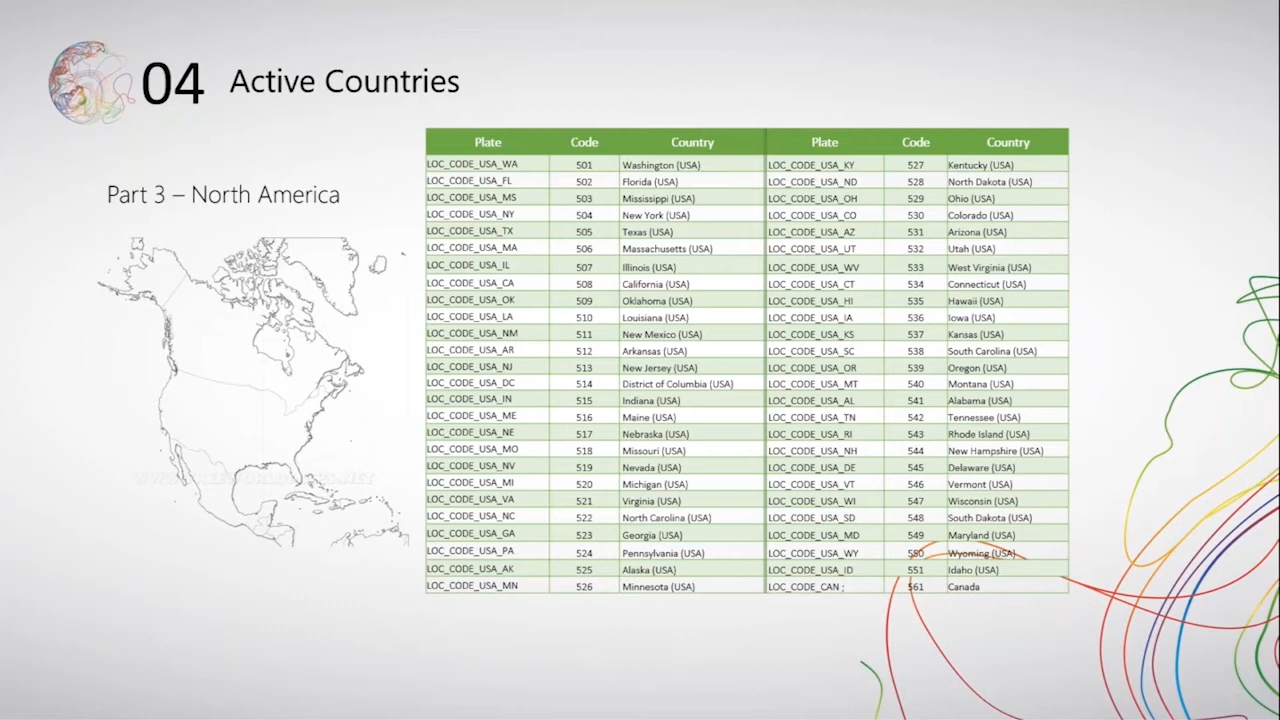 04 Active Countries
Part 3 – North America
Plate Code Country Plate Code Country
LOC_CODE_USA_WA 501 Washington (USA) LOC_CODE_USA_KY 527 Kentucky (USA)
LOC_CODE_USA_FL 502 Florida (USA) LOC_CODE_USA_ND 528 North Dakota (USA)
LOC_CODE_USA_MS 503 Mississippi (USA) LOC_CODE_USA_OH 529 Ohio (USA)
LOC_CODE_USA_NY 504 New York (USA) LOC_CODE_USA_CO 530 Colorado (USA)
LOC_CODE_USA_TX 505 Texas (USA) LOC_CODE_USA_AZ 531 Arizona (USA)
LOC_CODE_USA_MA 506 Massachusetts (USA) LOC_CODE_USA_UT 532 Utah (USA)
LOC_CODE_USA_IL 507 Illinois (USA) LOC_CODE_USA_WV 533 West Virginia (USA)
LOC_CODE_USA_CA 508 California (USA) LOC_CODE_USA_CT 534 Connecticut (USA)
LOC_CODE_USA_OK 509 Oklahoma (USA) LOC_CODE_USA_HI 535 Hawaii (USA)
LOC_CODE_USA_LA 510 Louisiana (USA) LOC_CODE_USA_IA 536 Iowa (USA)
LOC_CODE_USA_NM 511 New Mexico (USA) LOC_CODE_USA_KS 537 Kansas (USA)
LOC_CODE_USA_AR 512 Arkansas (USA) LOC_CODE_USA_SC 538 South Carolina (USA)
LOC_CODE_USA_NJ 513 New Jersey (USA) LOC_CODE_USA_OR 539 Oregon (USA)
LOC_CODE_USA_DC 514 District of Columbia (USA) LOC_CODE_USA_MT 540 Montana (USA)
LOC_CODE_USA_IN 515 Indiana (USA) LOC_CODE_USA_AL 541 Alabama (USA)
LOC_CODE_USA_ME 516 Maine (USA) LOC_CODE_USA_TN 542 Tennessee (USA)
LOC_CODE_USA_NE 517 Nebraska (USA) LOC_CODE_USA_RI 543 Rhode Island (USA)
LOC_CODE_USA_MO 518 Missouri (USA) LOC_CODE_USA_NH 544 New Hampshire (USA)
LOC_CODE_USA_NV 519 Nevada (USA) LOC_CODE_USA_DE 545 Delaware (USA)
LOC_CODE_USA_MI 520 Michigan (USA) LOC_CODE_USA_VT 546 Vermont (USA)
LOC_CODE_USA_VA 521 Virginia (USA) LOC_CODE_USA_WI 547 Wisconsin (USA)
LOC_CODE_USA_NC 522 North Carolina (USA) LOC_CODE_USA_SD 548 South Dakota (USA)
LOC_CODE_USA_GA 523 Georgia (USA) LOC_CODE_USA_MD 549 Maryland (USA)
LOC_CODE_USA_PA 524 Pennsylvania (USA) LOC_CODE_USA_WY 550 Wyoming (USA)
LOC_CODE_USA_AK 525 Alaska (USA) LOC_CODE_USA_ID 551 Idaho (USA)
LOC_CODE_USA_MN 526 Minnesota (USA) LOC_CODE_CAN ; 561 Canada